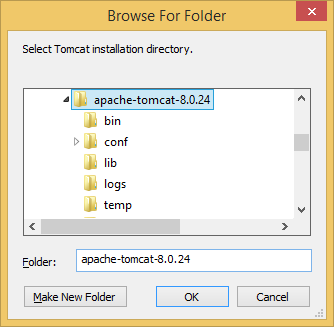 Browse For Folder
Select Tomcat installation directory.
apache-tomcat-8.0.24
bin
conf
lib
logs
temp
Folder: apache-tomcat-8.0.24
Make New Folder OK Cancel